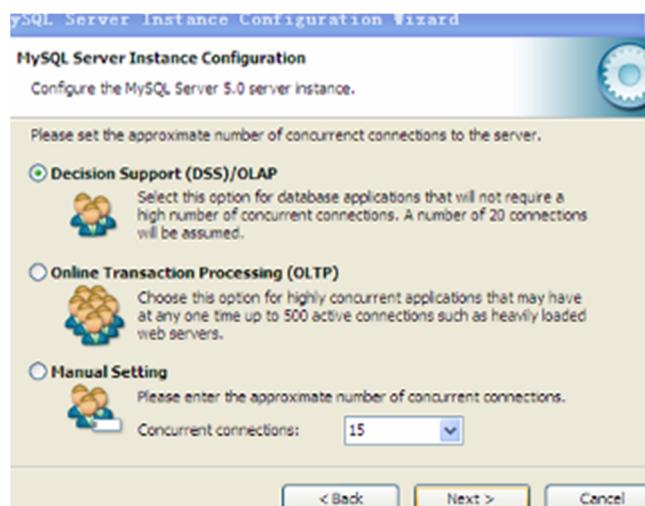 ySQL Server Instance Configuration Wizard
MySQL Server Instance Configuration
Configure the MySQL Server 5.0 server instance.
Please set the approximate number of concurrenct connections to the server.
Decision Support (DSS)/OLAP
Select this option for database applications that will not require a
high number of concurrent connections. A number of 20 connections
will be assumed.
Online Transaction Processing (OLTP)
Choose this option for highly concurrent applications that may have
at any one time up to 500 active connections such as heavily loaded
web servers.
Manual Setting
Please enter the approximate number of concurrent connections.
Concurrent connections: 15
< Back Next > Cancel